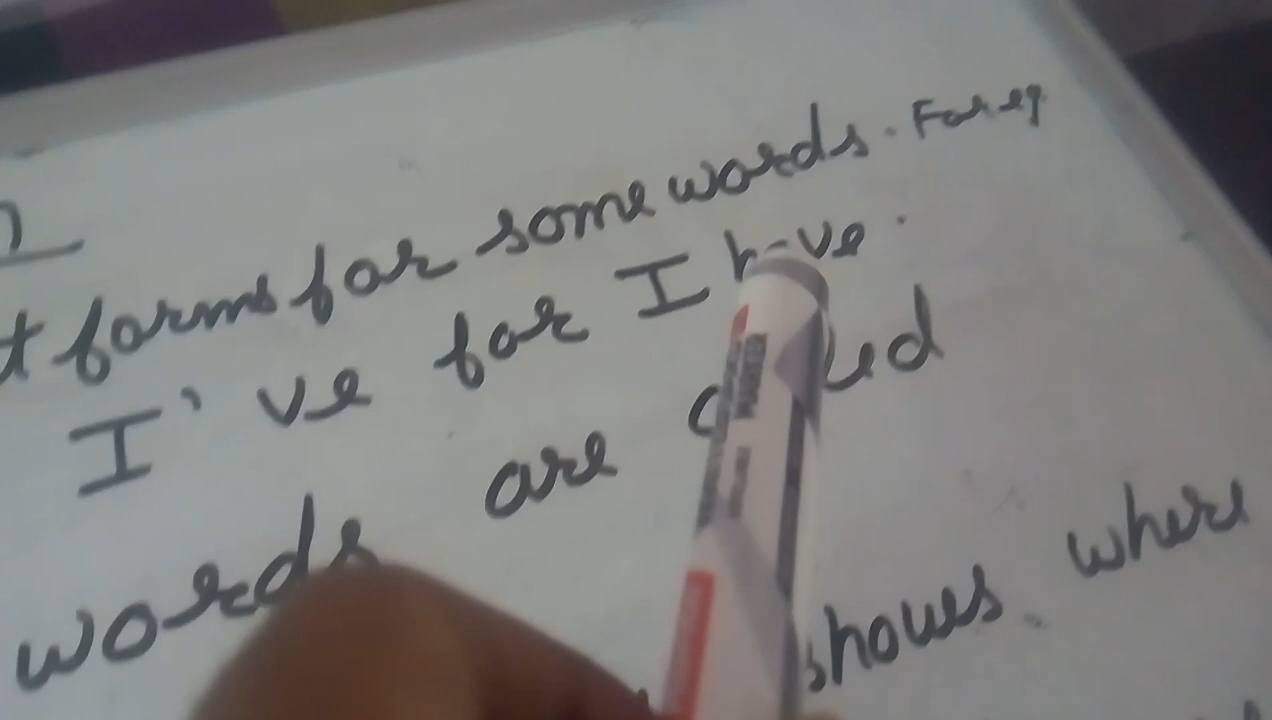 t forms for some words. For eg
I've for I have.
words are called
shows where